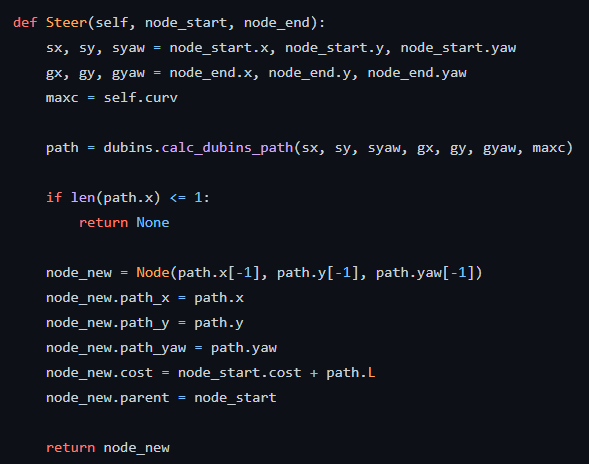 def Steer(self, node_start, node_end):
    sx, sy, syaw = node_start.x, node_start.y, node_start.yaw
    gx, gy, gyaw = node_end.x, node_end.y, node_end.yaw
    maxc = self.curv

    path = dubins.calc_dubins_path(sx, sy, syaw, gx, gy, gyaw, maxc)

    if len(path.x) <= 1:
        return None

    node_new = Node(path.x[-1], path.y[-1], path.yaw[-1])
    node_new.path_x = path.x
    node_new.path_y = path.y
    node_new.path_yaw = path.yaw
    node_new.cost = node_start.cost + path.L
    node_new.parent = node_start

    return node_new